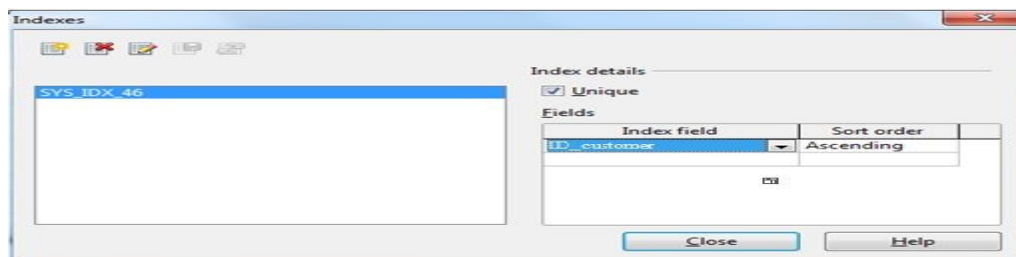 Indexes
Index details
SYS_IDX_46
Unique
Fields
Index field Sort order
ID_customer Ascending
Close Help